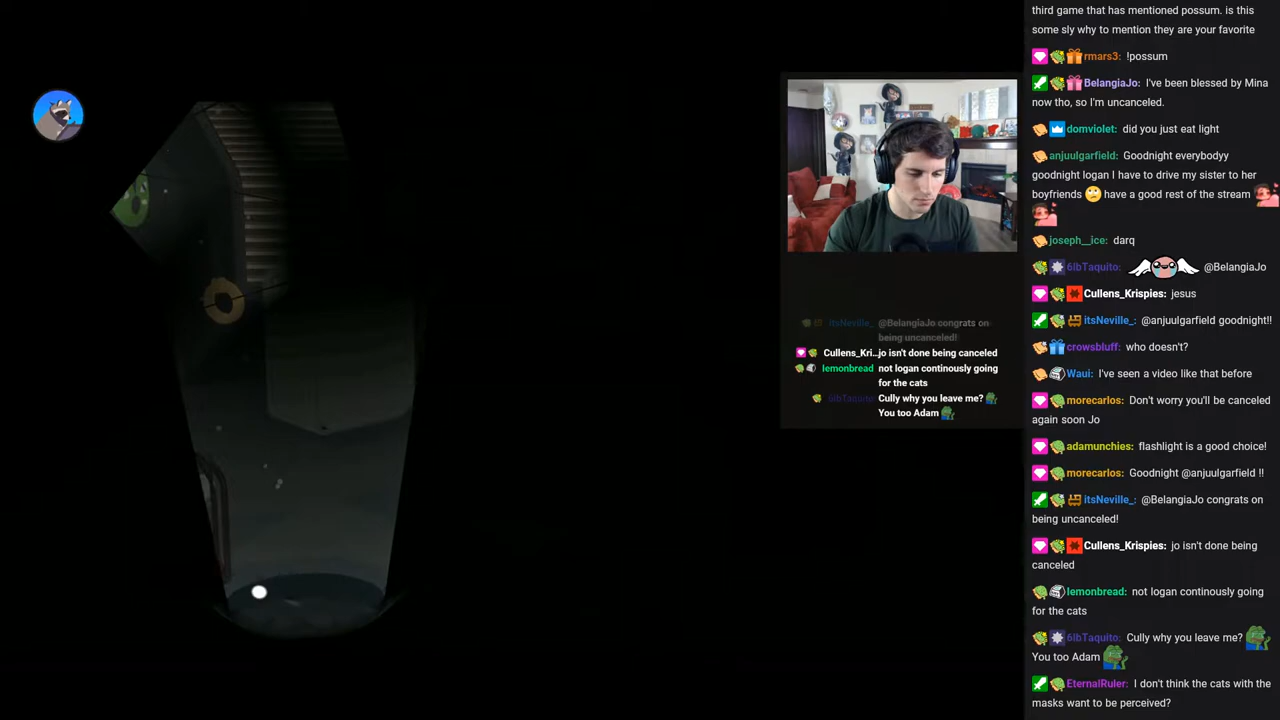 third game that has mentioned possum. is this
some sly why to mention they are your favorite
rmars3: !possum
BelangiaJo: I've been blessed by Mina
now tho, so I'm uncanceled.
domviolet: did you just eat light
anjuulgarfield: Goodnight everybodyy
goodnight logan I have to drive my sister to her
boyfriends 🙄 have a good rest of the stream
joseph__ice: darq
6lbTaquito: @BelangiaJo
Cullens_Krispies: jesus
itsNeville_: @anjuulgarfield goodnight!!
crowsbluff: who doesn't?
Waui: I've seen a video like that before
morecarlos: Don't worry you'll be canceled
again soon Jo
adamunchies: flashlight is a good choice!
morecarlos: Goodnight @anjuulgarfield !!
itsNeville_: @BelangiaJo congrats on
being uncanceled!
Cullens_Krispies: jo isn't done being
canceled
lemonbread: not logan continously going
for the cats
6lbTaquito: Cully why you leave me?
You too Adam
EternalRuler: I don't think the cats with the
masks want to be perceived?
itsNeville_ @BelangiaJo congrats on
being uncanceled!
Cullens_Kri... jo isn't done being canceled
lemonbread not logan continously going
for the cats
6lbTaquito Cully why you leave me?
You too Adam